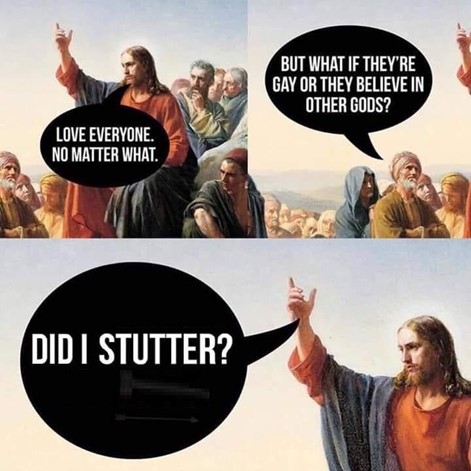 LOVE EVERYONE.
NO MATTER WHAT.
BUT WHAT IF THEY'RE
GAY OR THEY BELIEVE IN
OTHER GODS?
DID I STUTTER?